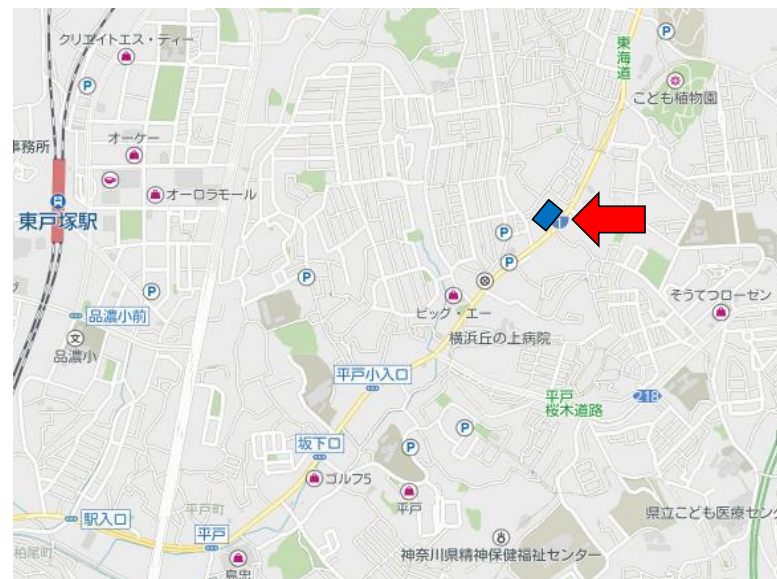 クリエイトエス・ディー
P
東
海
道
P
P
こども植物園
事務所
オーケー
オーロラモール
東戸塚駅
P
1
P
P
P
ビッグ・エー
そうてつローゼン
品濃小前
文
品濃小
横浜丘の上病院
平戸小入口
平戸
桜木道路
218
P
P
坂下口
ゴルフ5
平戸
平戸町
駅入口
平戸
県立こども医療セン
柏尾町
神奈川県精神保健福祉センター
島忠